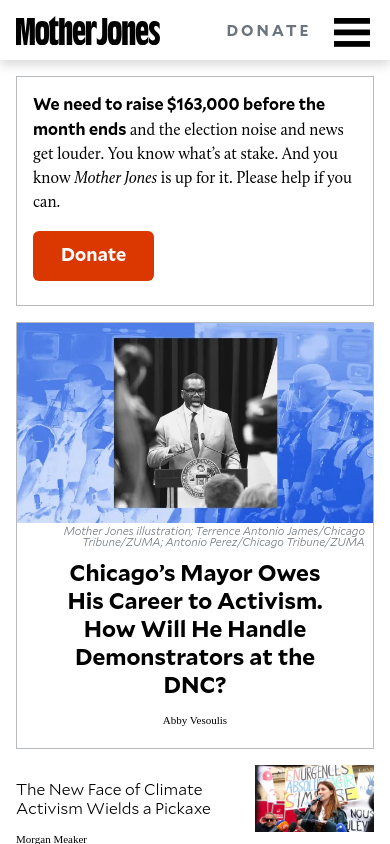 Mother Jones
DONATE
We need to raise $163,000 before the
month ends and the election noise and news
get louder. You know what’s at stake. And you
know Mother Jones is up for it. Please help if you
can.
Donate
Mother Jones illustration; Terrence Antonio James/Chicago
Tribune/ZUMA; Antonio Perez/Chicago Tribune/ZUMA
Chicago’s Mayor Owes
His Career to Activism.
How Will He Handle
Demonstrators at the
DNC?
Abby Vesoulis
The New Face of Climate
Activism Wields a Pickaxe
Morgan Meaker